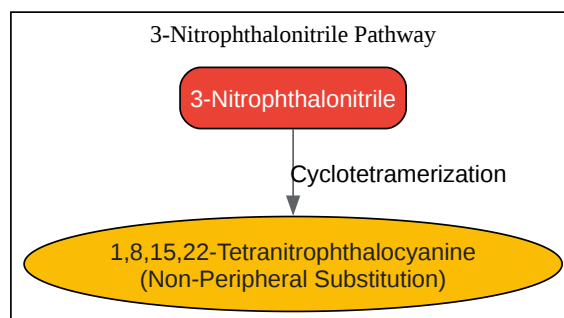 3-Nitrophthalonitrile Pathway
3-Nitrophthalonitrile
Cyclotetramerization
1,8,15,22-Tetranitrophthalocyanine
(Non-Peripheral Substitution)